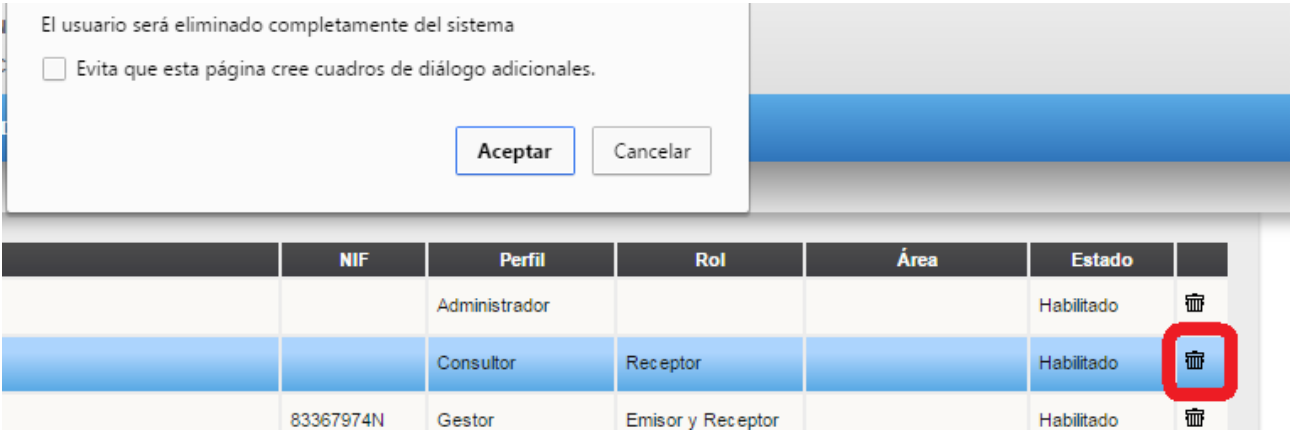 El usuario será eliminado completamente del sistema
Evita que esta página cree cuadros de diálogo adicionales.
Aceptar Cancelar
NIF Perfil Rol Área Estado
Administrador Habilitado
Consultor Receptor Habilitado
83367974N Gestor Emisor y Receptor Habilitado